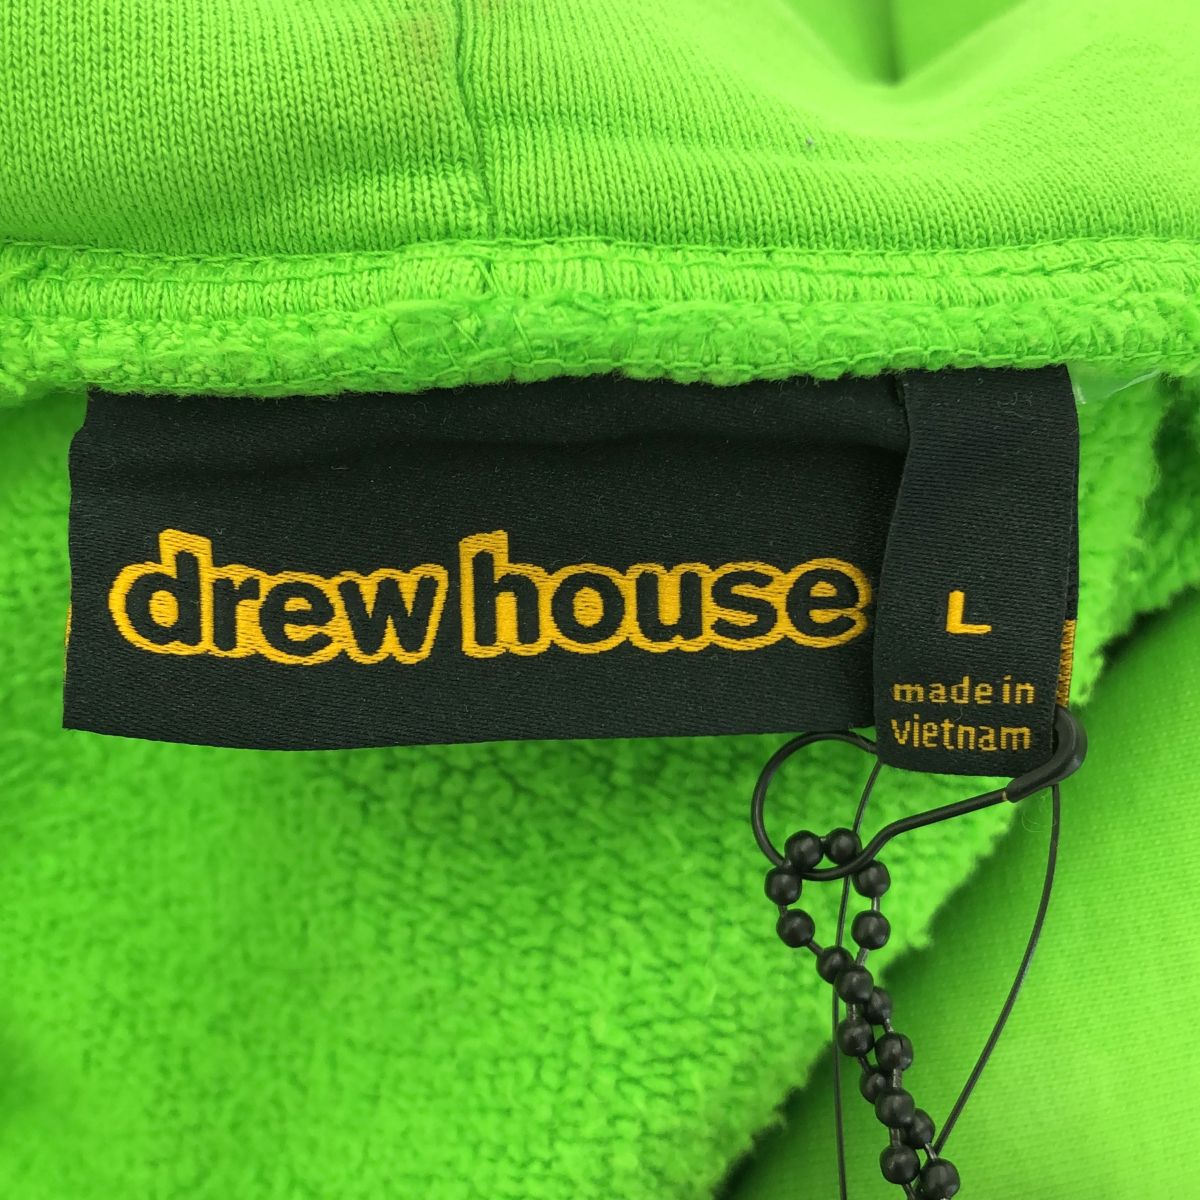 drew house
L
made in
vietnam